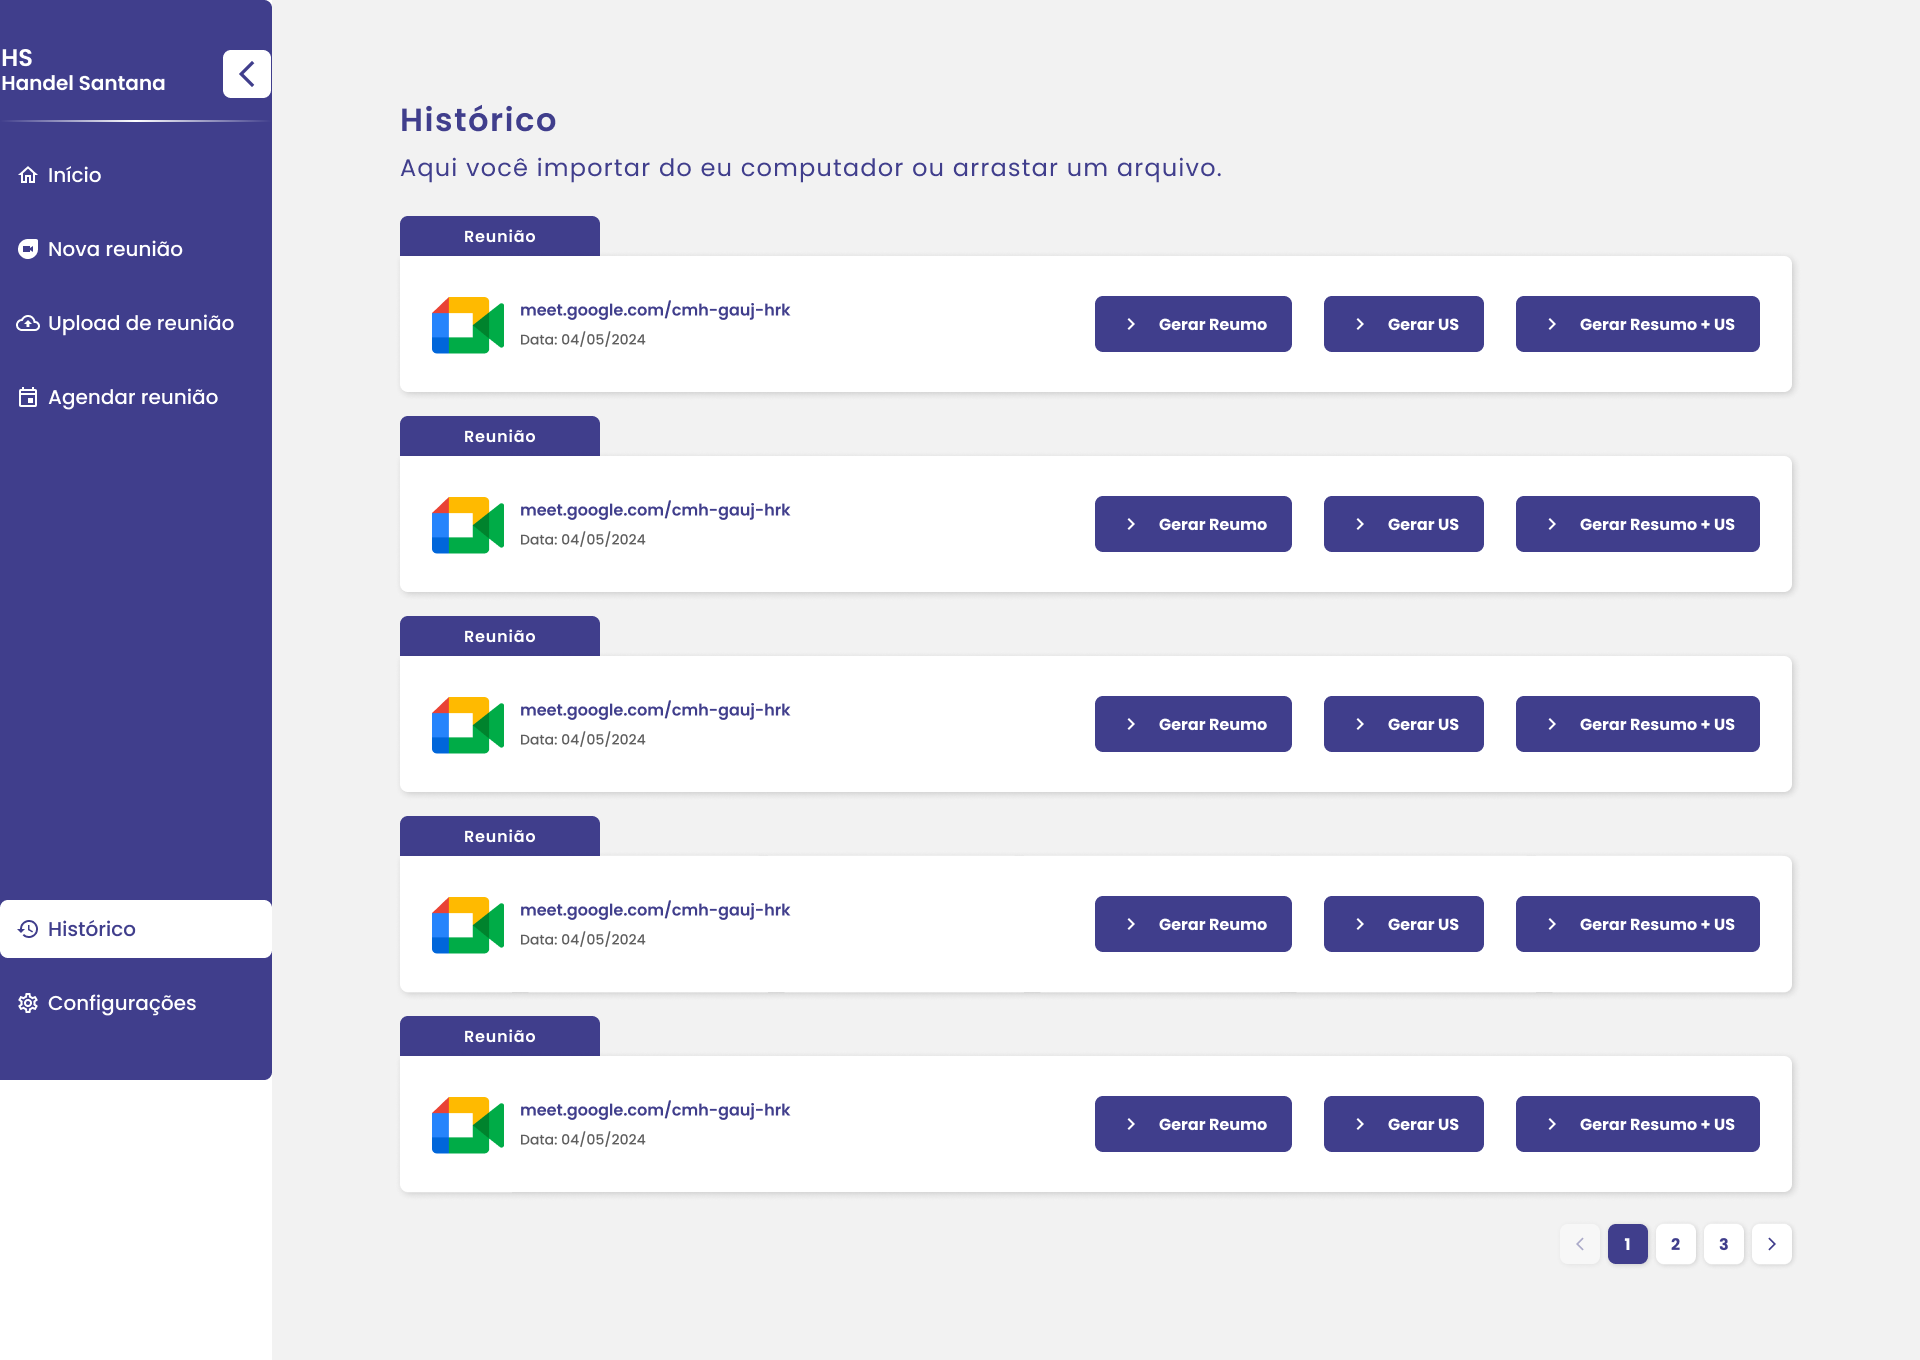 HS
Handel Santana
Início
Nova reunião
Upload de reunião
Agendar reunião
Histórico
Configurações
Histórico
Aqui você importar do eu computador ou arrastar um arquivo.
Reunião
meet.google.com/cmh-gauj-hrk
Data: 04/05/2024
Gerar Reumo
Gerar US
Gerar Resumo + US
Reunião
meet.google.com/cmh-gauj-hrk
Data: 04/05/2024
Gerar Reumo
Gerar US
Gerar Resumo + US
Reunião
meet.google.com/cmh-gauj-hrk
Data: 04/05/2024
Gerar Reumo
Gerar US
Gerar Resumo + US
Reunião
meet.google.com/cmh-gauj-hrk
Data: 04/05/2024
Gerar Reumo
Gerar US
Gerar Resumo + US
Reunião
meet.google.com/cmh-gauj-hrk
Data: 04/05/2024
Gerar Reumo
Gerar US
Gerar Resumo + US
1 2 3